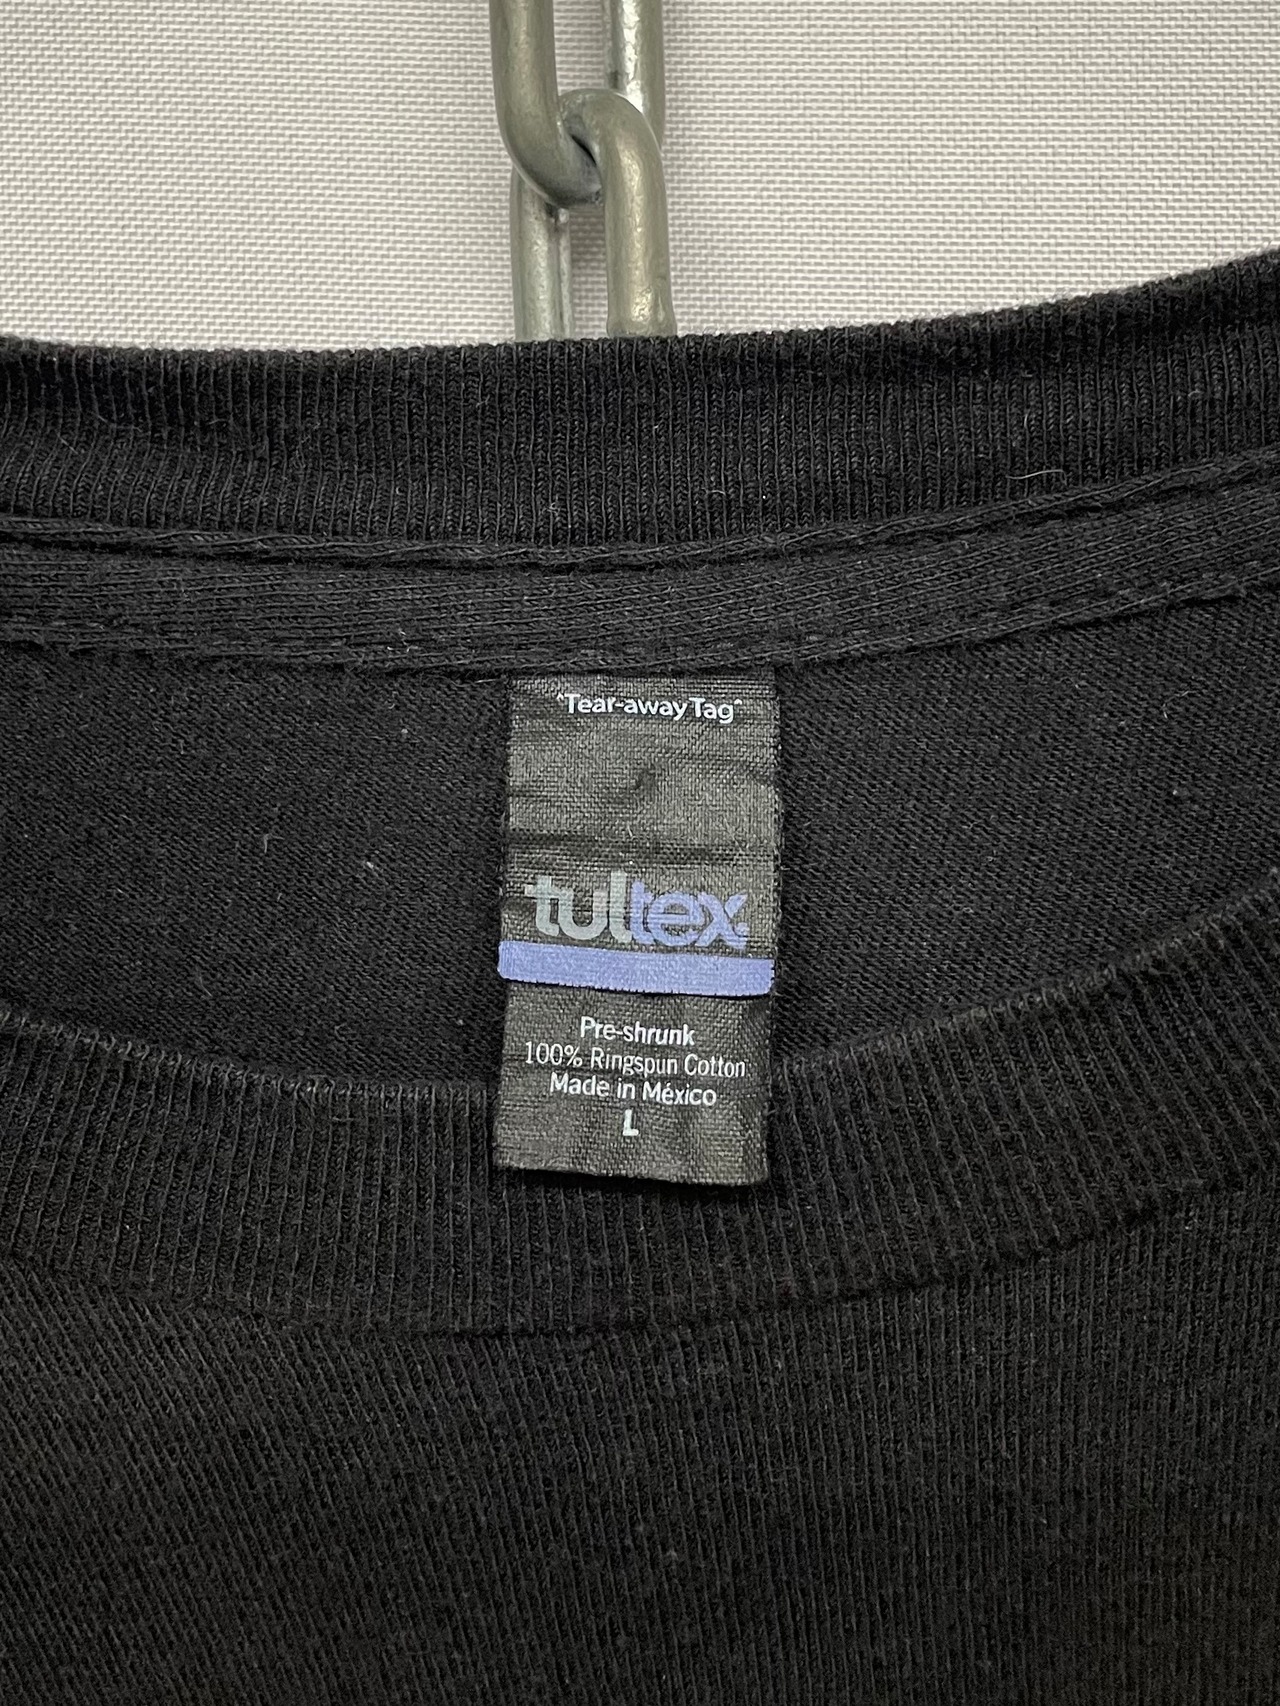 "Tear-away Tag"
tultex
Pre-shrunk
100% Ringspun Cotton
Made in México
L